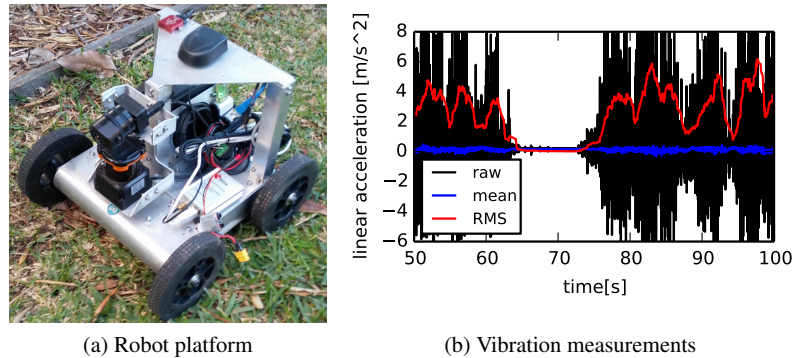 linear acceleration [m/s^2]
8
6
4
2
0
−2
−4
−6
raw
mean
RMS
50
60
70
80
90
100
time[s]
(a) Robot platform
(b) Vibration measurements